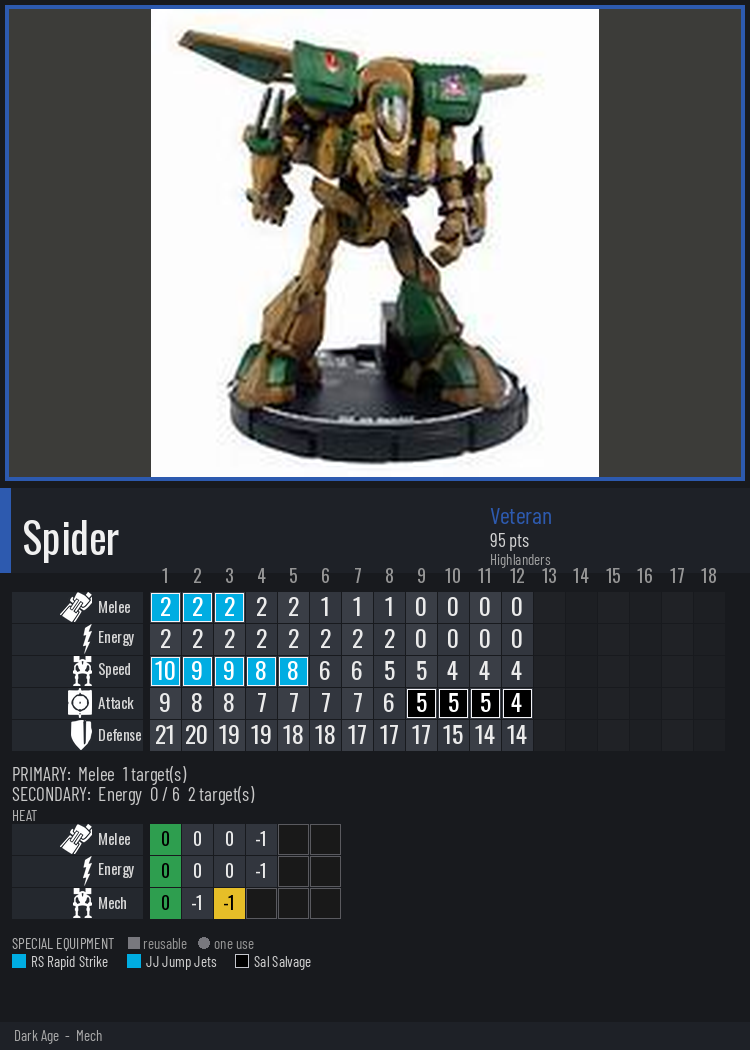 Spider
Veteran
95 pts
Highlanders
1 2 3 4 5 6 7 8 9 10 11 12 13 14 15 16 17 18
Melee 2 2 2 2 2 1 1 1 0 0 0 0
Energy 2 2 2 2 2 2 2 2 0 0 0 0
Speed 10 9 9 8 8 6 6 5 5 4 4 4
Attack 9 8 8 7 7 7 7 6 5 5 5 4
Defense 21 20 19 19 18 18 17 17 17 15 14 14
PRIMARY: Melee 1 target(s)
SECONDARY: Energy 0 / 6 2 target(s)
HEAT
Melee 0 0 0 -1
Energy 0 0 0 -1
Mech 0 -1 -1
SPECIAL EQUIPMENT reusable one use
RS Rapid Strike JJ Jump Jets Sal Salvage
Dark Age - Mech